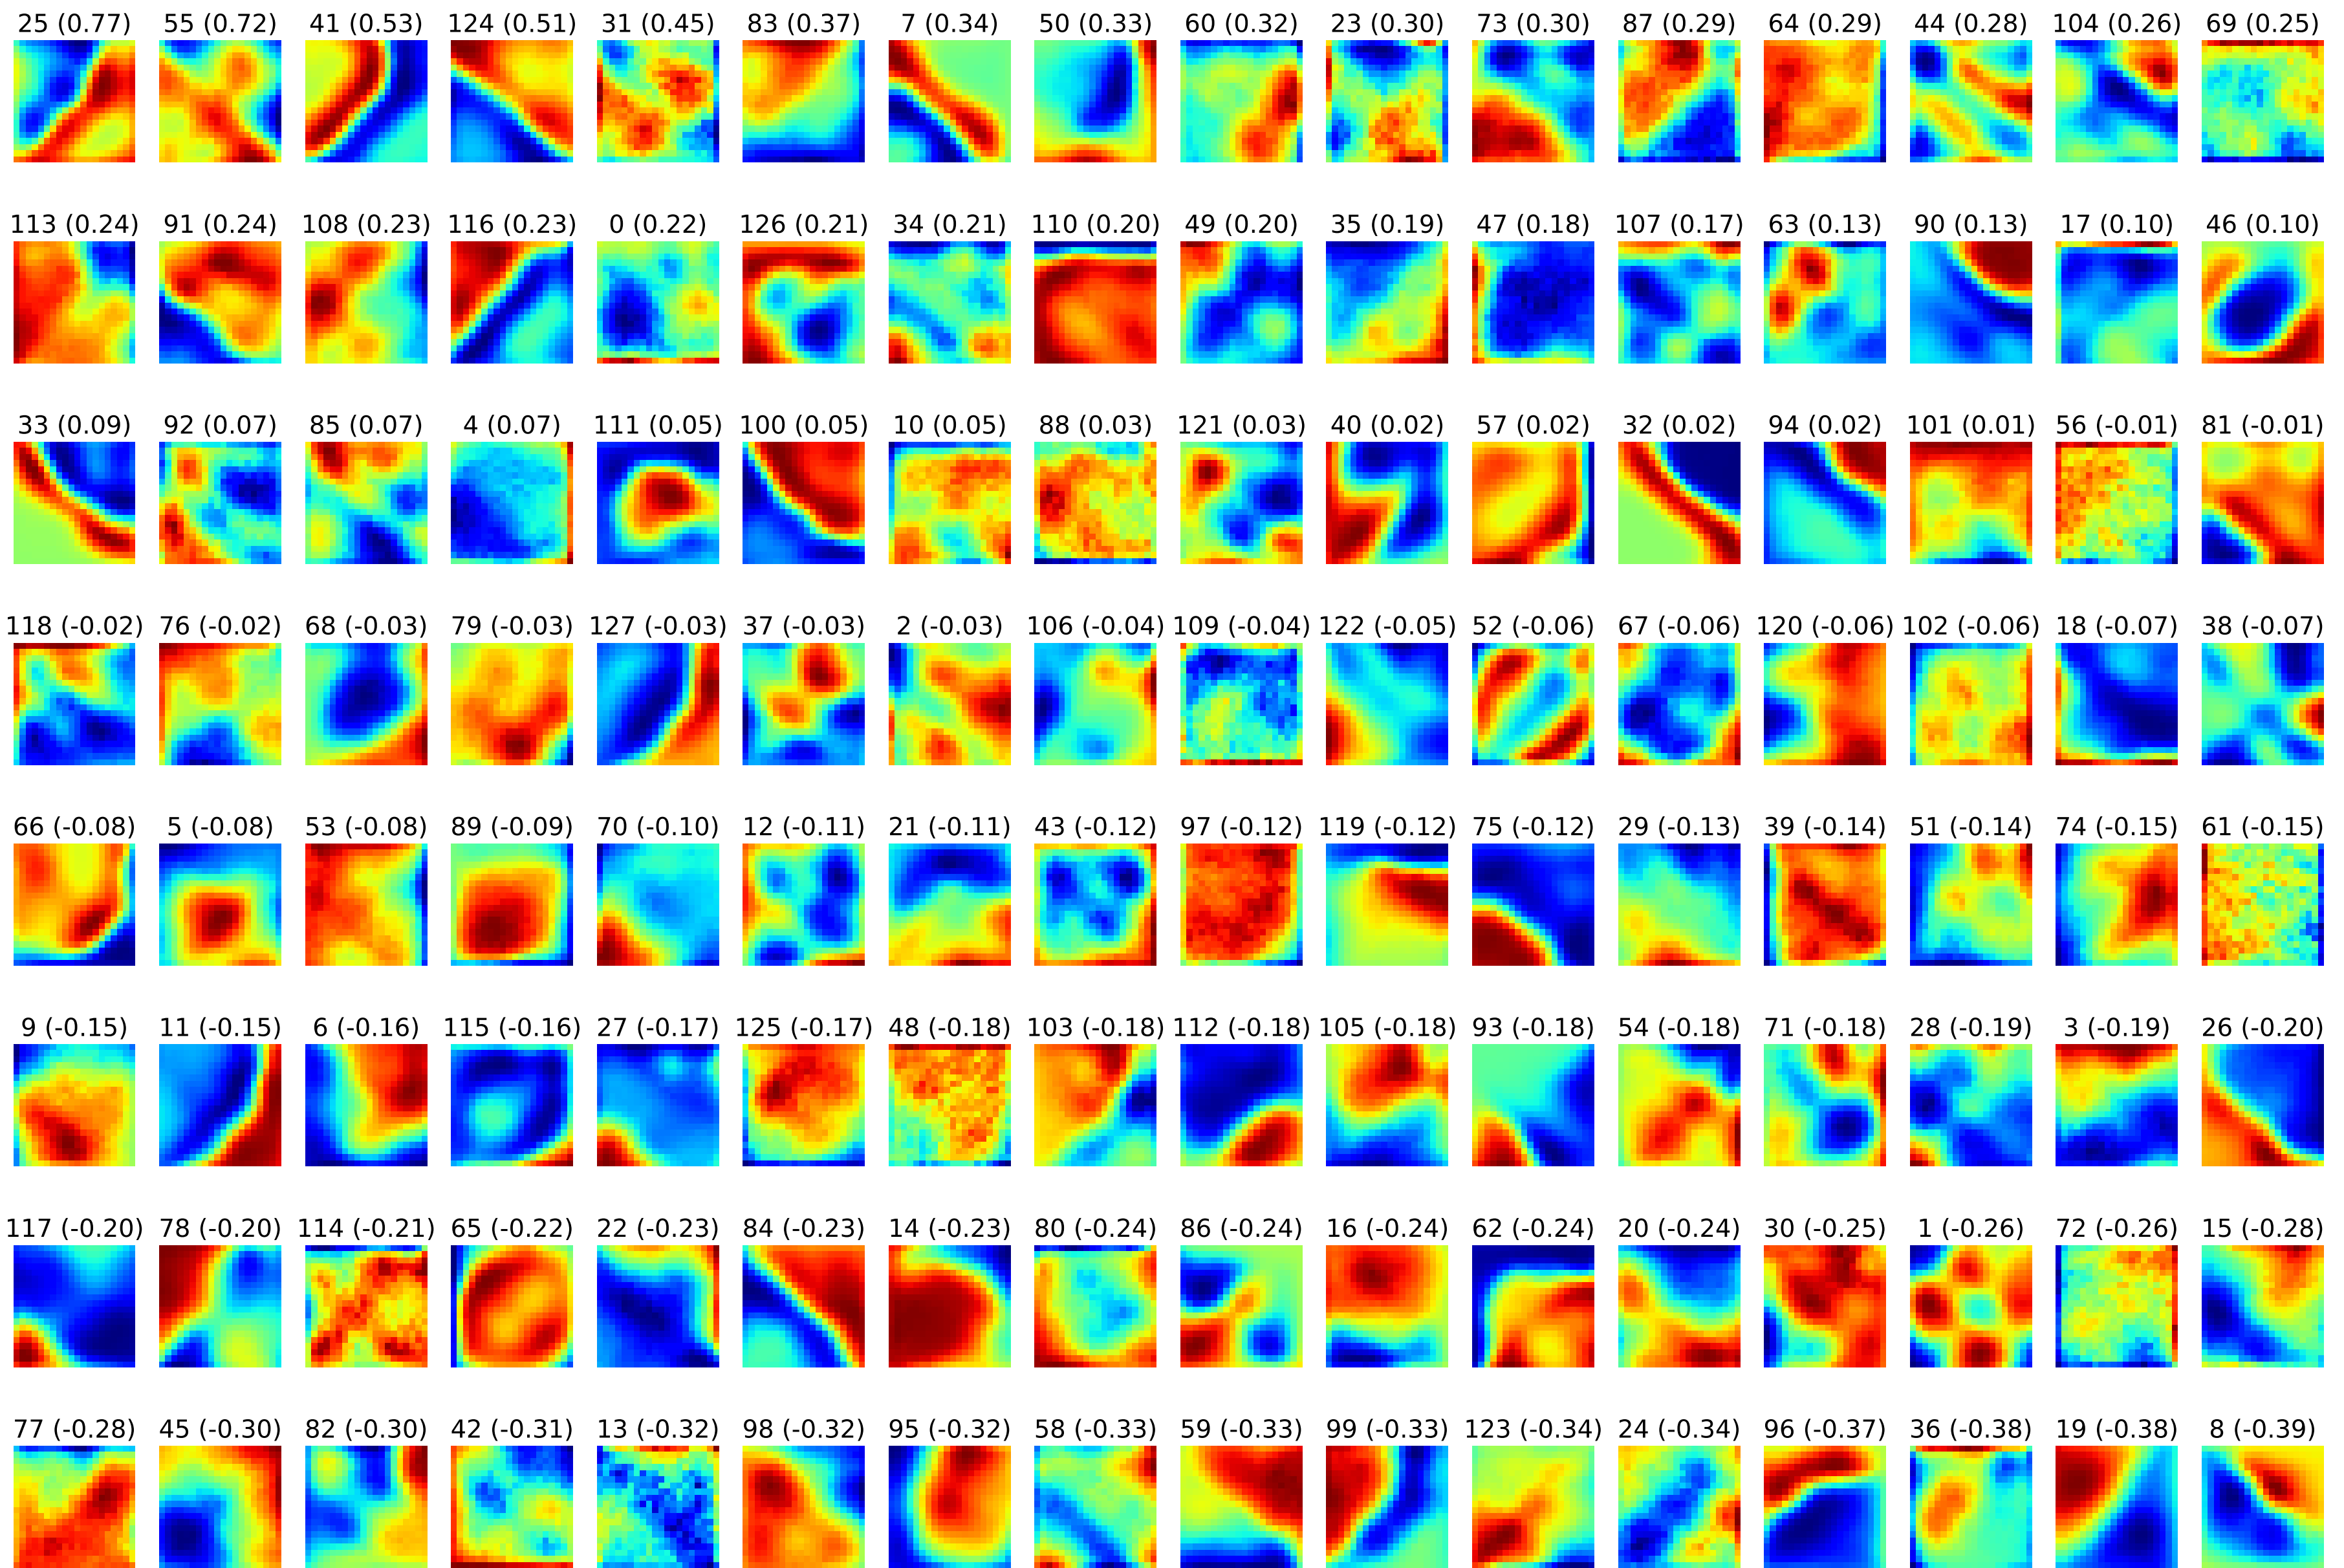 25 (0.77) 55 (0.72) 41 (0.53) 124 (0.51) 31 (0.45) 83 (0.37) 7 (0.34) 50 (0.33) 60 (0.32) 23 (0.30) 73 (0.30) 87 (0.29) 64 (0.29) 44 (0.28) 104 (0.26) 69 (0.25)
113 (0.24) 91 (0.24) 108 (0.23) 116 (0.23) 0 (0.22) 126 (0.21) 34 (0.21) 110 (0.20) 49 (0.20) 35 (0.19) 47 (0.18) 107 (0.17) 63 (0.13) 90 (0.13) 17 (0.10) 46 (0.10)
33 (0.09) 92 (0.07) 85 (0.07) 4 (0.07) 111 (0.05) 100 (0.05) 10 (0.05) 88 (0.03) 121 (0.03) 40 (0.02) 57 (0.02) 32 (0.02) 94 (0.02) 101 (0.01) 56 (-0.01) 81 (-0.01)
118 (-0.02) 76 (-0.02) 68 (-0.03) 79 (-0.03) 127 (-0.03) 37 (-0.03) 2 (-0.03) 106 (-0.04) 109 (-0.04) 122 (-0.05) 52 (-0.06) 67 (-0.06) 120 (-0.06) 102 (-0.06) 18 (-0.07) 38 (-0.07)
66 (-0.08) 5 (-0.08) 53 (-0.08) 89 (-0.09) 70 (-0.10) 12 (-0.11) 21 (-0.11) 43 (-0.12) 97 (-0.12) 119 (-0.12) 75 (-0.12) 29 (-0.13) 39 (-0.14) 51 (-0.14) 74 (-0.15) 61 (-0.15)
9 (-0.15) 11 (-0.15) 6 (-0.16) 115 (-0.16) 27 (-0.17) 125 (-0.17) 48 (-0.18) 103 (-0.18) 112 (-0.18) 105 (-0.18) 93 (-0.18) 54 (-0.18) 71 (-0.18) 28 (-0.19) 3 (-0.19) 26 (-0.20)
117 (-0.20) 78 (-0.20) 114 (-0.21) 65 (-0.22) 22 (-0.23) 84 (-0.23) 14 (-0.23) 80 (-0.24) 86 (-0.24) 16 (-0.24) 62 (-0.24) 20 (-0.24) 30 (-0.25) 1 (-0.26) 72 (-0.26) 15 (-0.28)
77 (-0.28) 45 (-0.30) 82 (-0.30) 42 (-0.31) 13 (-0.32) 98 (-0.32) 95 (-0.32) 58 (-0.33) 59 (-0.33) 99 (-0.33) 123 (-0.34) 24 (-0.34) 96 (-0.37) 36 (-0.38) 19 (-0.38) 8 (-0.39)